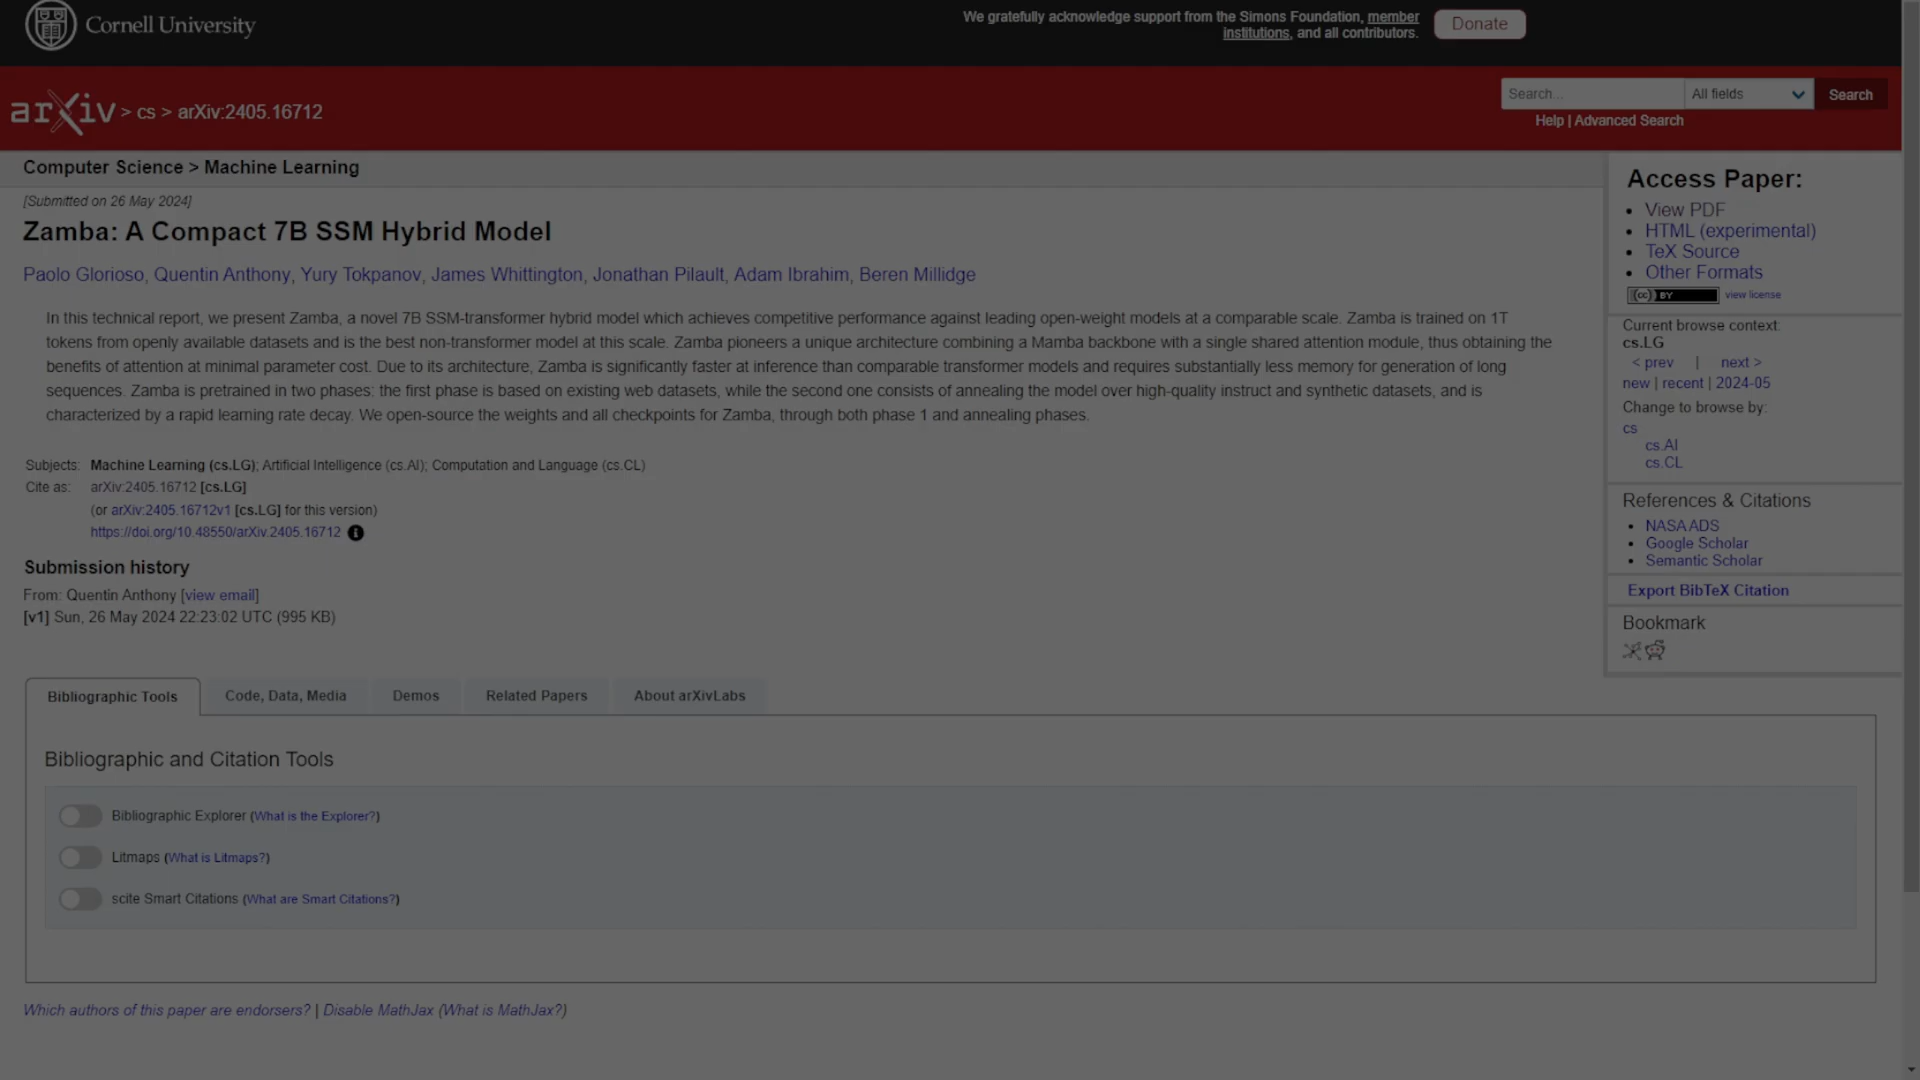 Cornell University
We gratefully acknowledge support from the Simons Foundation, member
institutions, and all contributors.
Donate
arXiv > cs > arXiv:2405.16712
Search...
All fields
Search
Help | Advanced Search
Computer Science > Machine Learning
[Submitted on 26 May 2024]
Zamba: A Compact 7B SSM Hybrid Model
Paolo Glorioso, Quentin Anthony, Yury Tokpanov, James Whittington, Jonathan Pilault, Adam Ibrahim, Beren Millidge
In this technical report, we present Zamba, a novel 7B SSM-transformer hybrid model which achieves competitive performance against leading open-weight models at a comparable scale. Zamba is trained on 1T
tokens from openly available datasets and is the best non-transformer model at this scale. Zamba pioneers a unique architecture combining a Mamba backbone with a single shared attention module, thus obtaining the
benefits of attention at minimal parameter cost. Due to its architecture, Zamba is significantly faster at inference than comparable transformer models and requires substantially less memory for generation of long
sequences. Zamba is pretrained in two phases: the first phase is based on existing web datasets, while the second one consists of annealing the model over high-quality instruct and synthetic datasets, and is
characterized by a rapid learning rate decay. We open-source the weights and all checkpoints for Zamba, through both phase 1 and annealing phases.
Subjects: Machine Learning (cs.LG); Artificial Intelligence (cs.AI); Computation and Language (cs.CL)
Cite as: arXiv:2405.16712 [cs.LG]
(or arXiv:2405.16712v1 [cs.LG] for this version)
https://doi.org/10.48550/arXiv.2405.16712
Submission history
From: Quentin Anthony [view email]
[v1] Sun, 26 May 2024 22:23:02 UTC (995 KB)
Access Paper:
View PDF
HTML (experimental)
TeX Source
Other Formats
(cc) BY view license
Current browse context:
cs.LG
< prev | next >
new | recent | 2024-05
Change to browse by:
cs
cs.AI
cs.CL
References & Citations
NASA ADS
Google Scholar
Semantic Scholar
Export BibTeX Citation
Bookmark
Bibliographic Tools
Code, Data, Media
Demos
Related Papers
About arXivLabs
Bibliographic and Citation Tools
Bibliographic Explorer (What is the Explorer?)
Litmaps (What is Litmaps?)
scite Smart Citations (What are Smart Citations?)
Which authors of this paper are endorsers? | Disable MathJax (What is MathJax?)